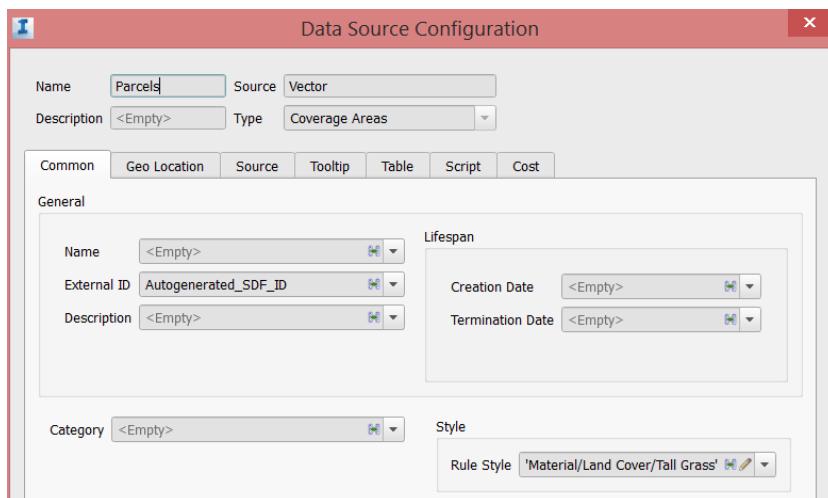 Data Source Configuration
Name Parcels Source Vector
Description <Empty> Type Coverage Areas
Common Geo Location Source Tooltip Table Script Cost
General
Name <Empty>
External ID Autogenerated_SDF_ID
Description <Empty>
Lifespan
Creation Date <Empty>
Termination Date <Empty>
Category <Empty>
Style
Rule Style 'Material/Land Cover/Tall Grass'